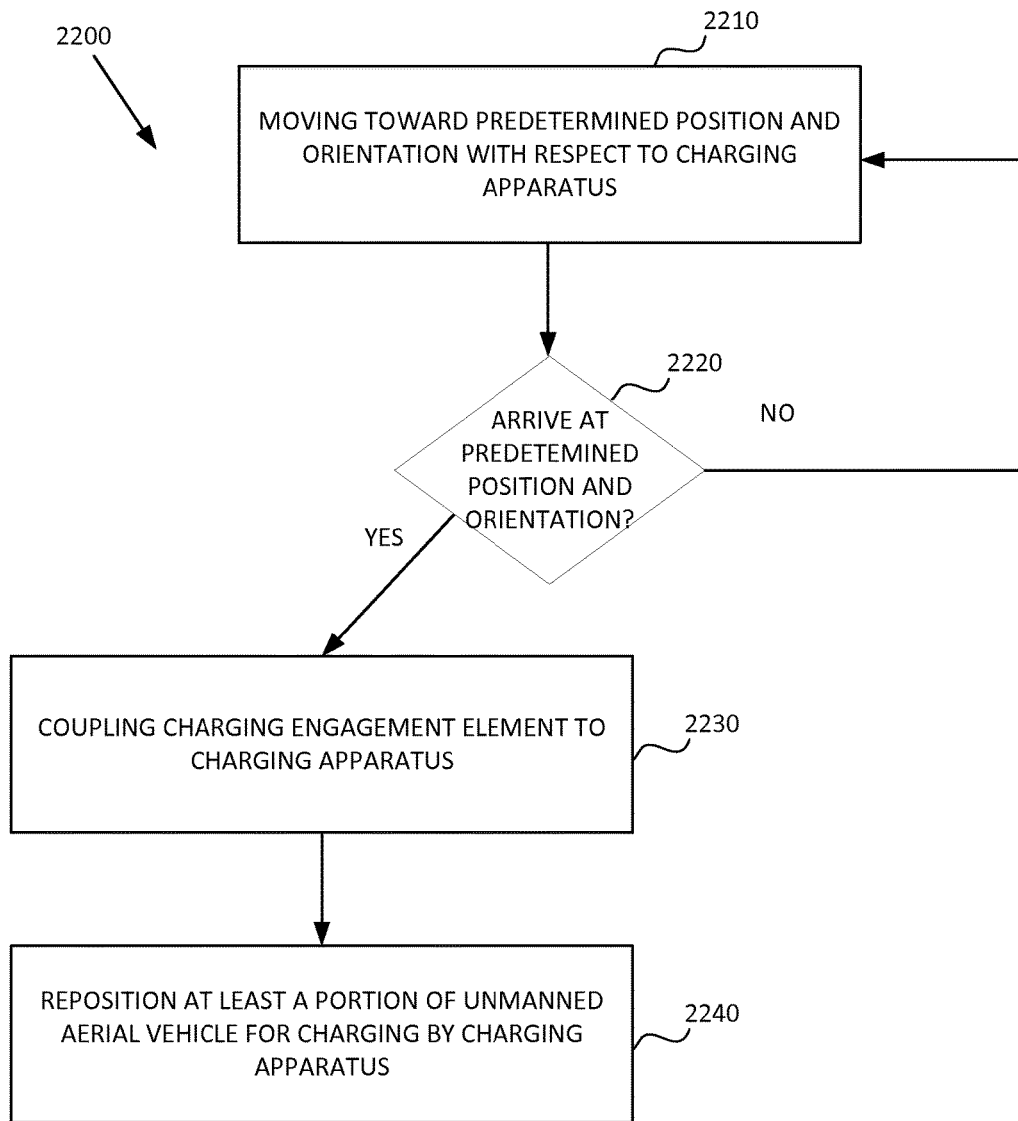 2200
2210
MOVING TOWARD PREDETERMINED POSITION AND
ORIENTATION WITH RESPECT TO CHARGING
APPARATUS
2220
ARRIVE AT
PREDETEMINED
POSITION AND
ORIENTATION?
NO
YES
COUPLING CHARGING ENGAGEMENT ELEMENT TO
CHARGING APPARATUS
2230
REPOSITION AT LEAST A PORTION OF UNMANNED
AERIAL VEHICLE FOR CHARGING BY CHARGING
APPARATUS
2240